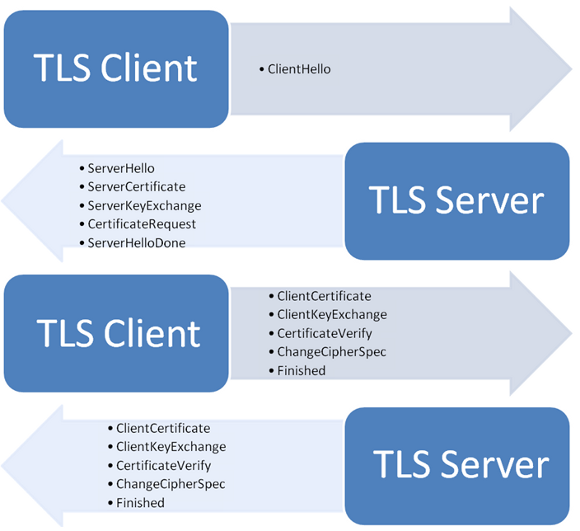 TLS Client
• ClientHello
• ServerHello
• ServerCertificate
• ServerKeyExchange
• CertificateRequest
• ServerHelloDone
TLS Server
TLS Client
• ClientCertificate
• ClientKeyExchange
• CertificateVerify
• ChangeCipherSpec
• Finished
• ClientCertificate
• ClientKeyExchange
• CertificateVerify
• ChangeCipherSpec
• Finished
TLS Server